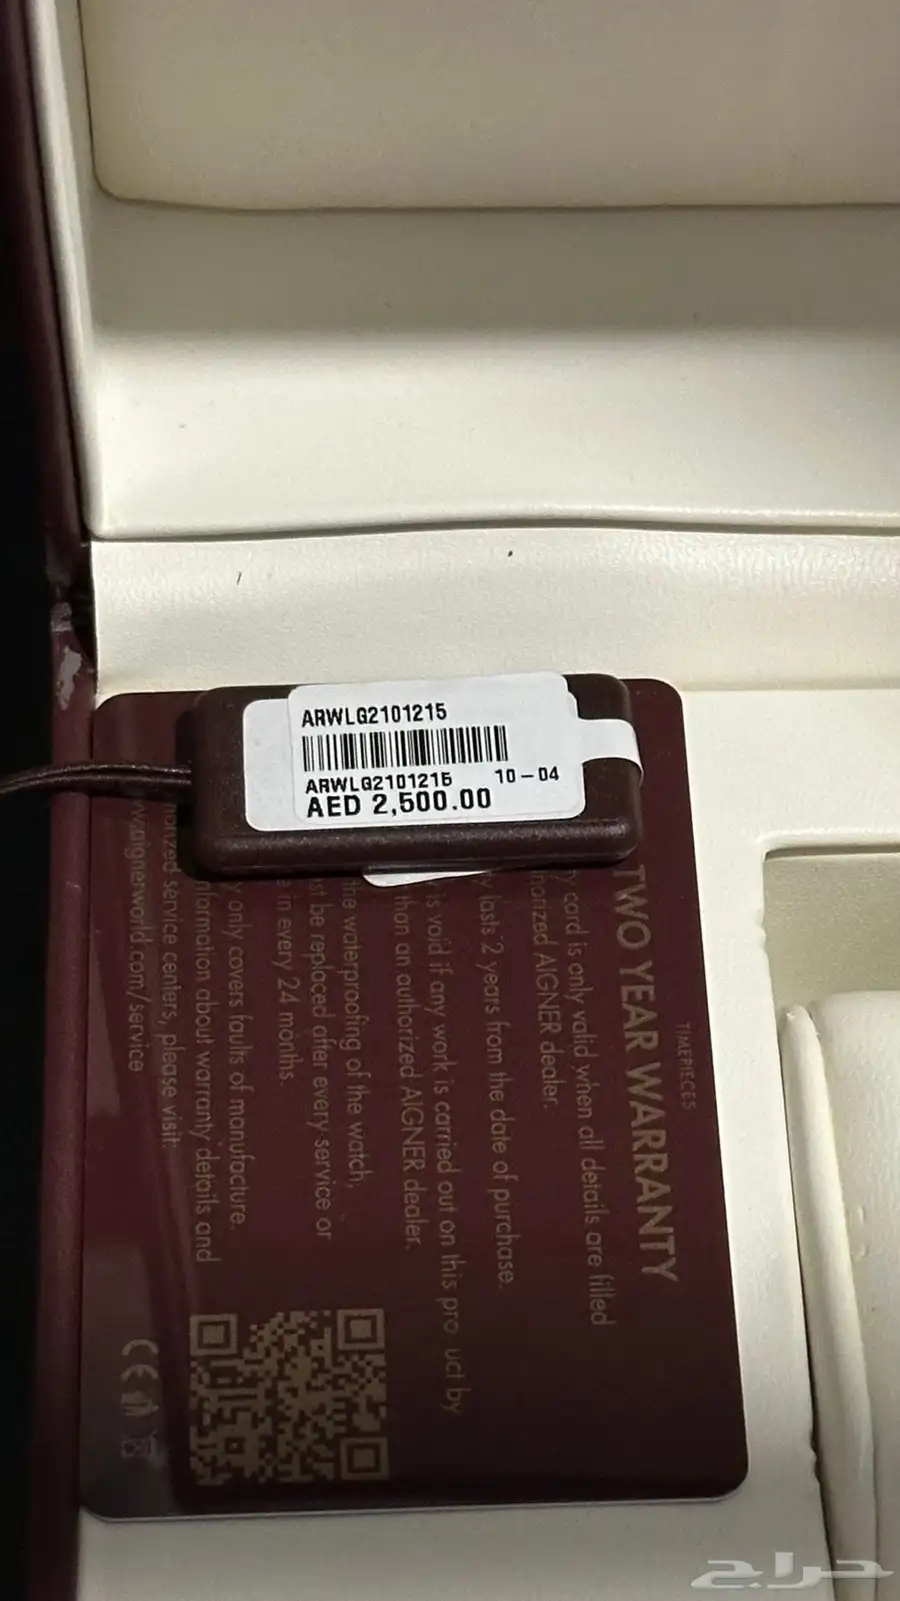 ARWLG2101215
ARWLG2101215 10-04
AED 2,500.00
TIMEPIECES
TWO YEAR WARRANTY
card is only valid when all details are filled
AIGNER dealer.
lasts 2 years from the date of purchase.
is void if any work is carried out on this pro uct by
than an authorized AIGNER dealer.
the waterproofing of the watch,
be replaced after every service or
in every 24 months.
only covers faults of manufacture.
information about warranty details and
service centers, please visit:
www.aignerworld.com/service
CE
حراج